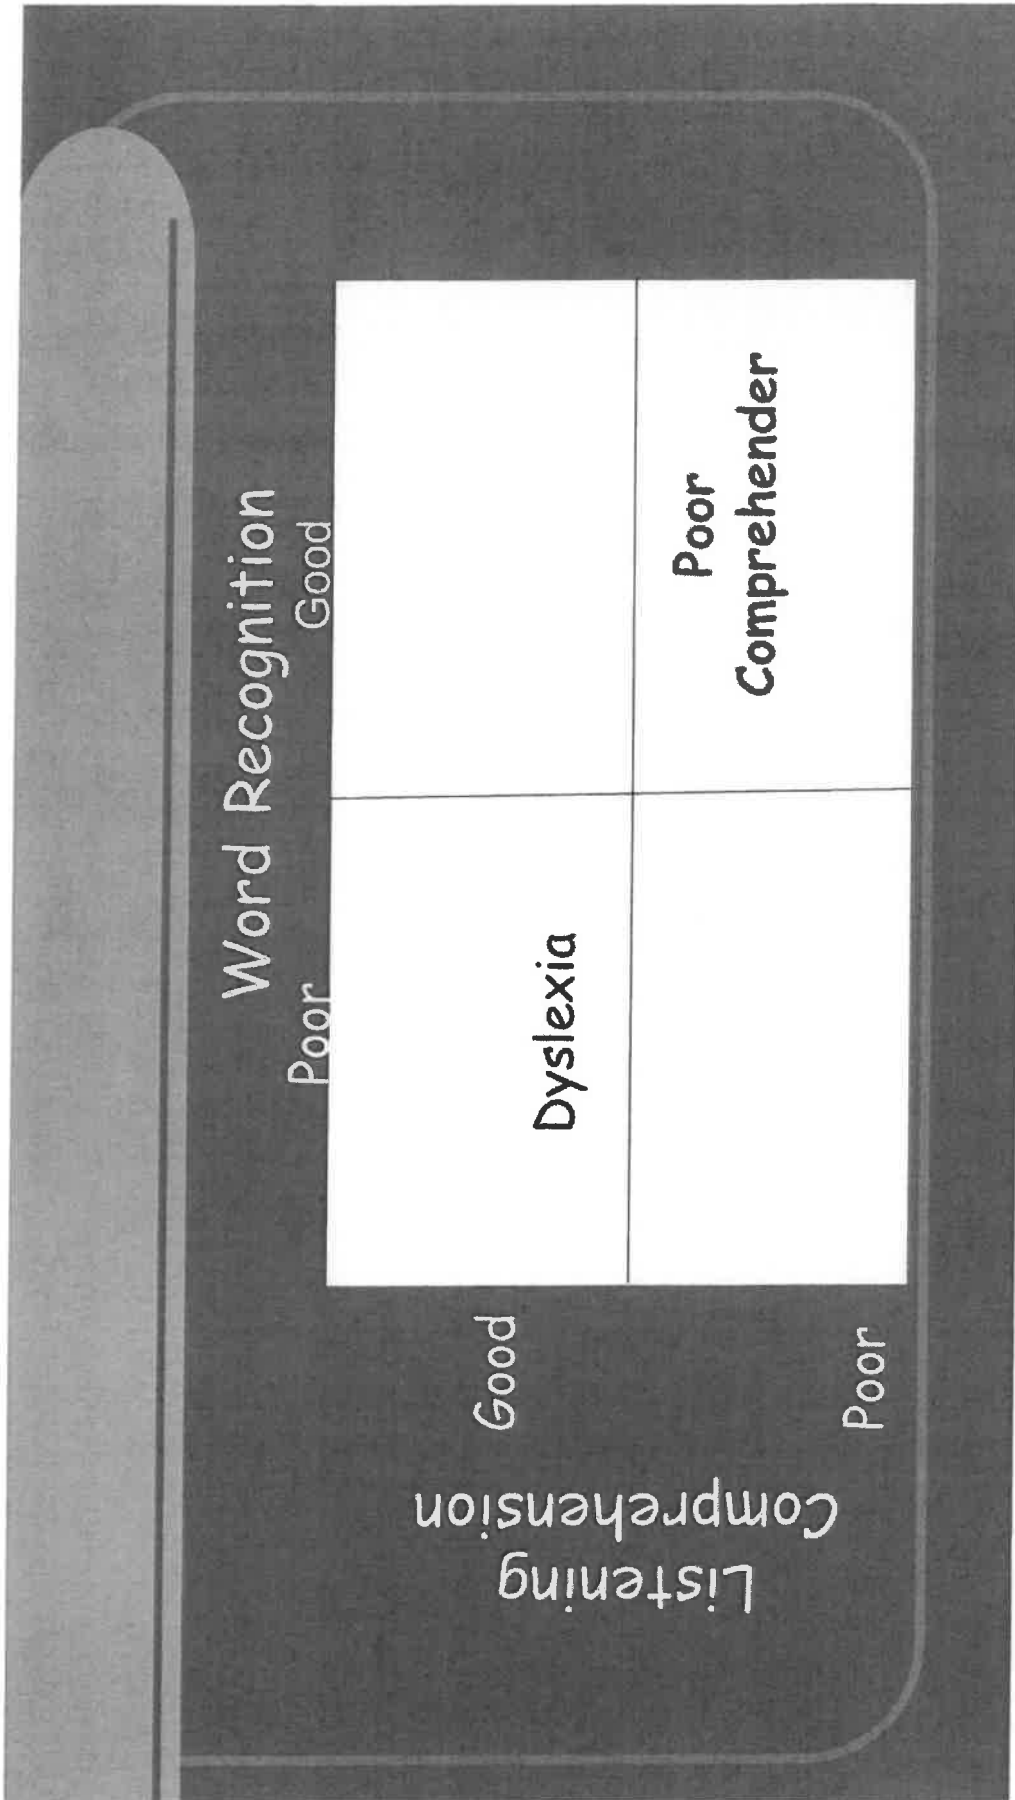 Word Recognition
Poor
Good
Listening
Comprehension
Good
Dyslexia
Poor
Poor
Comprehender